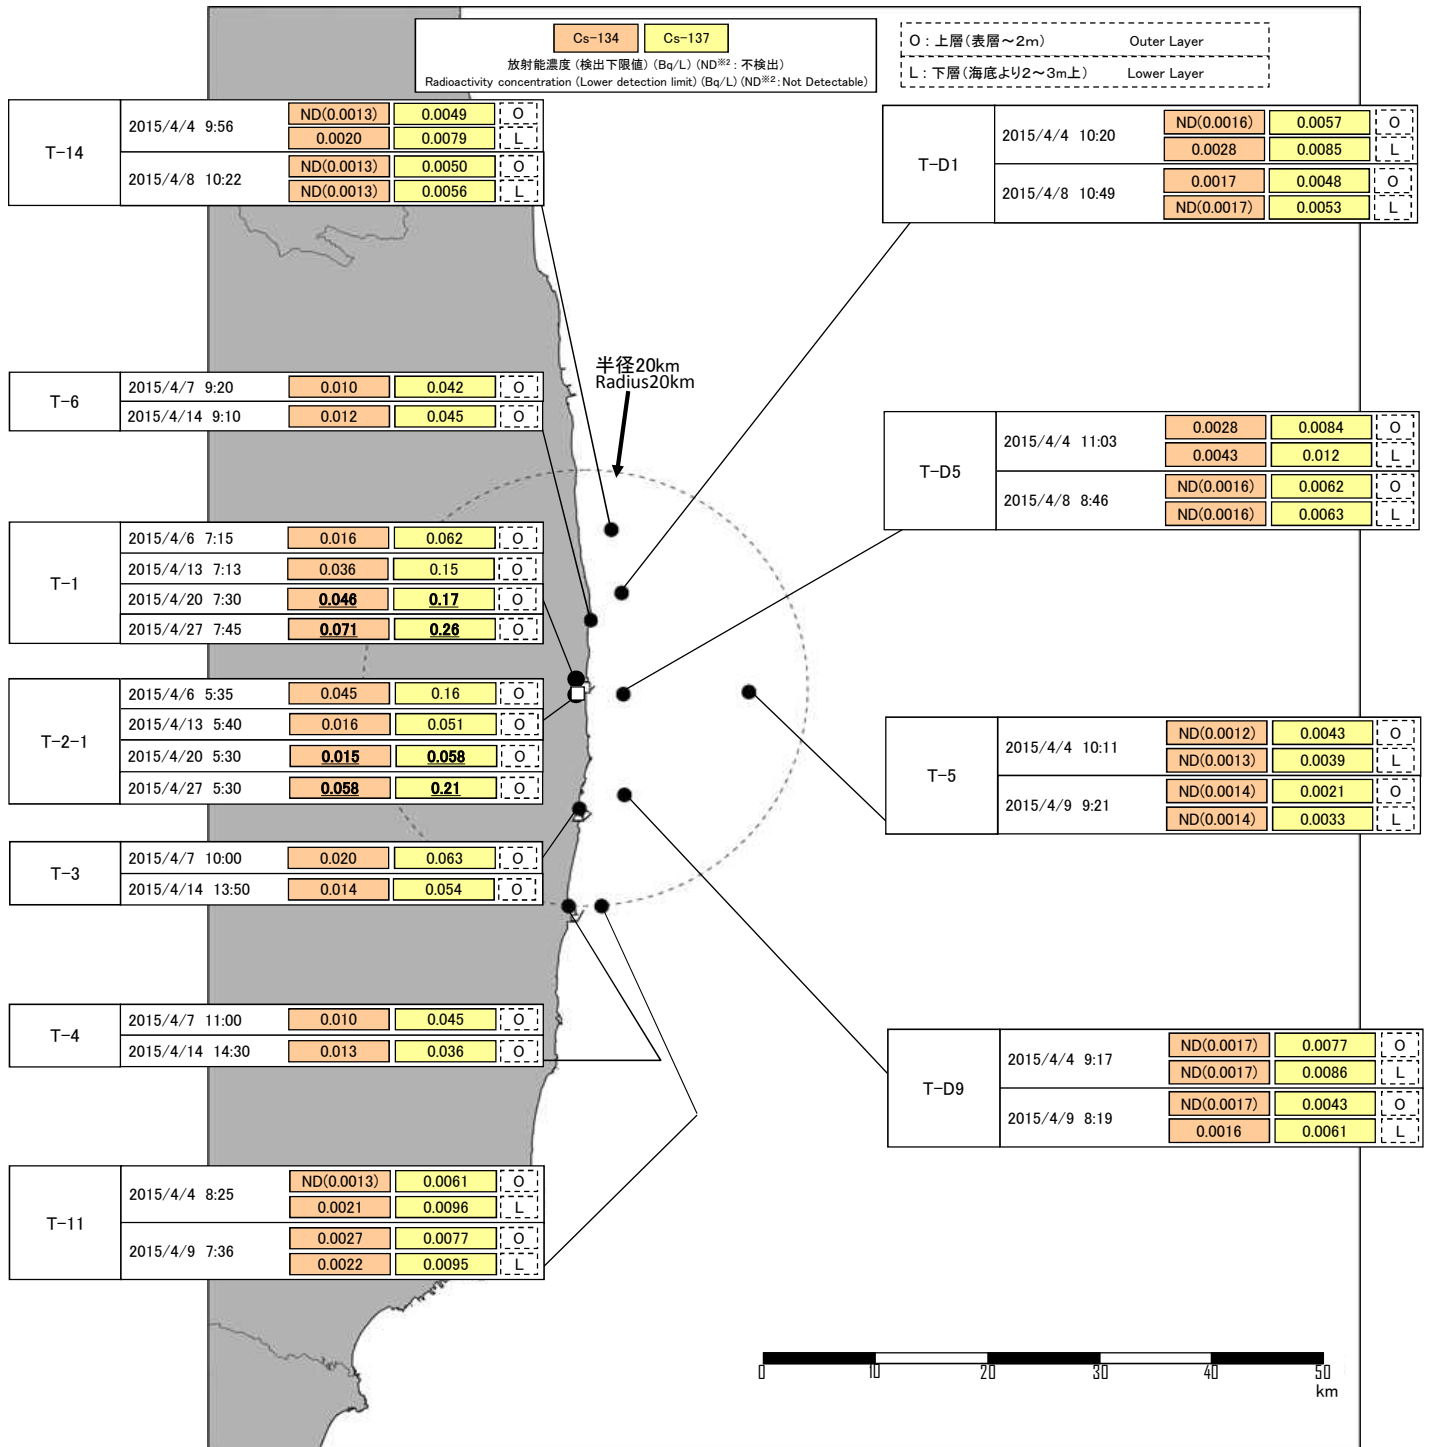 Cs-134 Cs-137
放射能濃度 (検出下限値) (Bq/L) (ND※2 : 不検出)
Radioactivity concentration (Lower detection limit) (Bq/L) (ND※2 : Not Detectable)
O : 上層(表層～2m) Outer Layer
L : 下層(海底より2～3m上) Lower Layer
T-14
2015/4/4 9:56
ND(0.0013) 0.0049 O
0.0020 0.0079 L
2015/4/8 10:22
ND(0.0013) 0.0050 O
ND(0.0013) 0.0056 L
T-D1
2015/4/4 10:20
ND(0.0016) 0.0057 O
0.0028 0.0085 L
2015/4/8 10:49
0.0017 0.0048 O
ND(0.0017) 0.0053 L
半径20km
Radius20km
T-6
2015/4/7 9:20 0.010 0.042 O
2015/4/14 9:10 0.012 0.045 O
T-D5
2015/4/4 11:03
0.0028 0.0084 O
0.0043 0.012 L
2015/4/8 8:46
ND(0.0016) 0.0062 O
ND(0.0016) 0.0063 L
T-1
2015/4/6 7:15 0.016 0.062 O
2015/4/13 7:13 0.036 0.15 O
2015/4/20 7:30 0.046 0.17 O
2015/4/27 7:45 0.071 0.26 O
T-2-1
2015/4/6 5:35 0.045 0.16 O
2015/4/13 5:40 0.016 0.051 O
2015/4/20 5:30 0.015 0.058 O
2015/4/27 5:30 0.058 0.21 O
T-5
2015/4/4 10:11
ND(0.0012) 0.0043 O
ND(0.0013) 0.0039 L
2015/4/9 9:21
ND(0.0014) 0.0021 O
ND(0.0014) 0.0033 L
T-3
2015/4/7 10:00 0.020 0.063 O
2015/4/14 13:50 0.014 0.054 O
T-4
2015/4/7 11:00 0.010 0.045 O
2015/4/14 14:30 0.013 0.036 O
T-D9
2015/4/4 9:17
ND(0.0017) 0.0077 O
ND(0.0017) 0.0086 L
2015/4/9 8:19
ND(0.0017) 0.0043 O
0.0016 0.0061 L
T-11
2015/4/4 8:25
ND(0.0013) 0.0061 O
0.0021 0.0096 L
2015/4/9 7:36
0.0027 0.0077 O
0.0022 0.0095 L
0 10 20 30 40 50
km